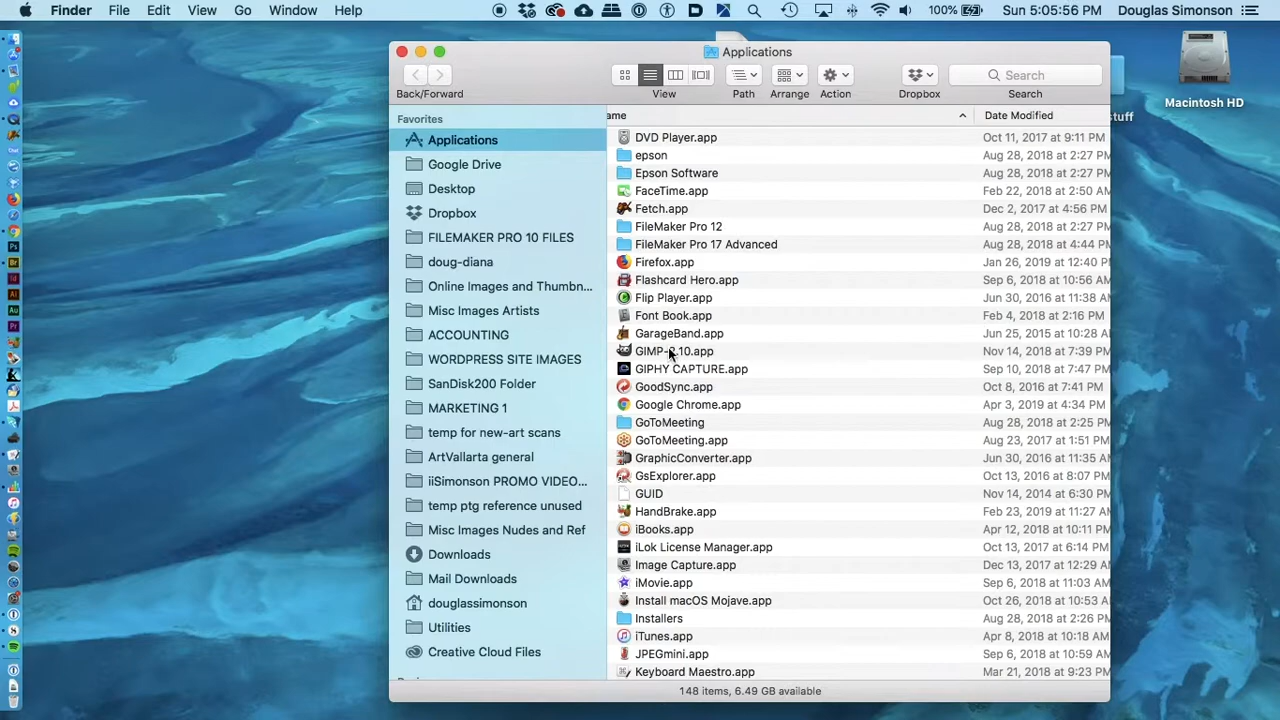 Finder File Edit View Go Window Help 100% Sun 5:05:56 PM Douglas Simonson
Applications
Search
Back/Forward View Path Arrange Action Dropbox Search
Macintosh HD
stuff
Favorites
Applications
Google Drive
Desktop
Dropbox
FILEMAKER PRO 10 FILES
doug-diana
Online Images and Thumbn...
Misc Images Artists
ACCOUNTING
WORDPRESS SITE IMAGES
SanDisk200 Folder
MARKETING 1
temp for new-art scans
ArtVallarta general
iiSimonson PROMO VIDEO...
temp ptg reference unused
Misc Images Nudes and Ref
Downloads
Mail Downloads
douglassimonson
Utilities
Creative Cloud Files
ame Date Modified
DVD Player.app Oct 11, 2017 at 9:11 PM
epson Aug 28, 2018 at 2:27 PM
Epson Software Aug 28, 2018 at 2:27 PM
FaceTime.app Feb 22, 2018 at 2:50 AM
Fetch.app Dec 2, 2017 at 4:56 PM
FileMaker Pro 12 Aug 28, 2018 at 2:27 PM
FileMaker Pro 17 Advanced Aug 28, 2018 at 4:44 PM
Firefox.app Jan 26, 2019 at 12:40 PM
Flashcard Hero.app Sep 6, 2018 at 10:56 AM
Flip Player.app Jun 30, 2016 at 11:38 AM
Font Book.app Feb 4, 2018 at 2:16 PM
GarageBand.app Jun 25, 2015 at 10:28 AM
GIMP-2.10.app Nov 14, 2018 at 7:39 PM
GIPHY CAPTURE.app Sep 10, 2018 at 7:47 PM
GoodSync.app Oct 8, 2016 at 7:41 PM
Google Chrome.app Apr 3, 2019 at 4:34 PM
GoToMeeting Aug 28, 2018 at 2:25 PM
GoToMeeting.app Aug 23, 2017 at 1:51 PM
GraphicConverter.app Jun 30, 2016 at 11:35 AM
GsExplorer.app Oct 13, 2016 at 8:07 PM
GUID Nov 14, 2014 at 6:30 PM
HandBrake.app Feb 23, 2019 at 11:27 AM
iBooks.app Apr 12, 2018 at 10:11 PM
iLok License Manager.app Oct 13, 2017 at 6:14 PM
Image Capture.app Dec 13, 2017 at 12:29 AM
iMovie.app Sep 6, 2018 at 11:03 AM
Install macOS Mojave.app Oct 26, 2018 at 10:53 AM
Installers Aug 28, 2018 at 2:26 PM
iTunes.app Apr 8, 2018 at 10:18 AM
JPEGmini.app Sep 6, 2018 at 10:59 AM
Keyboard Maestro.app Mar 21, 2018 at 9:23 PM
148 items, 6.49 GB available